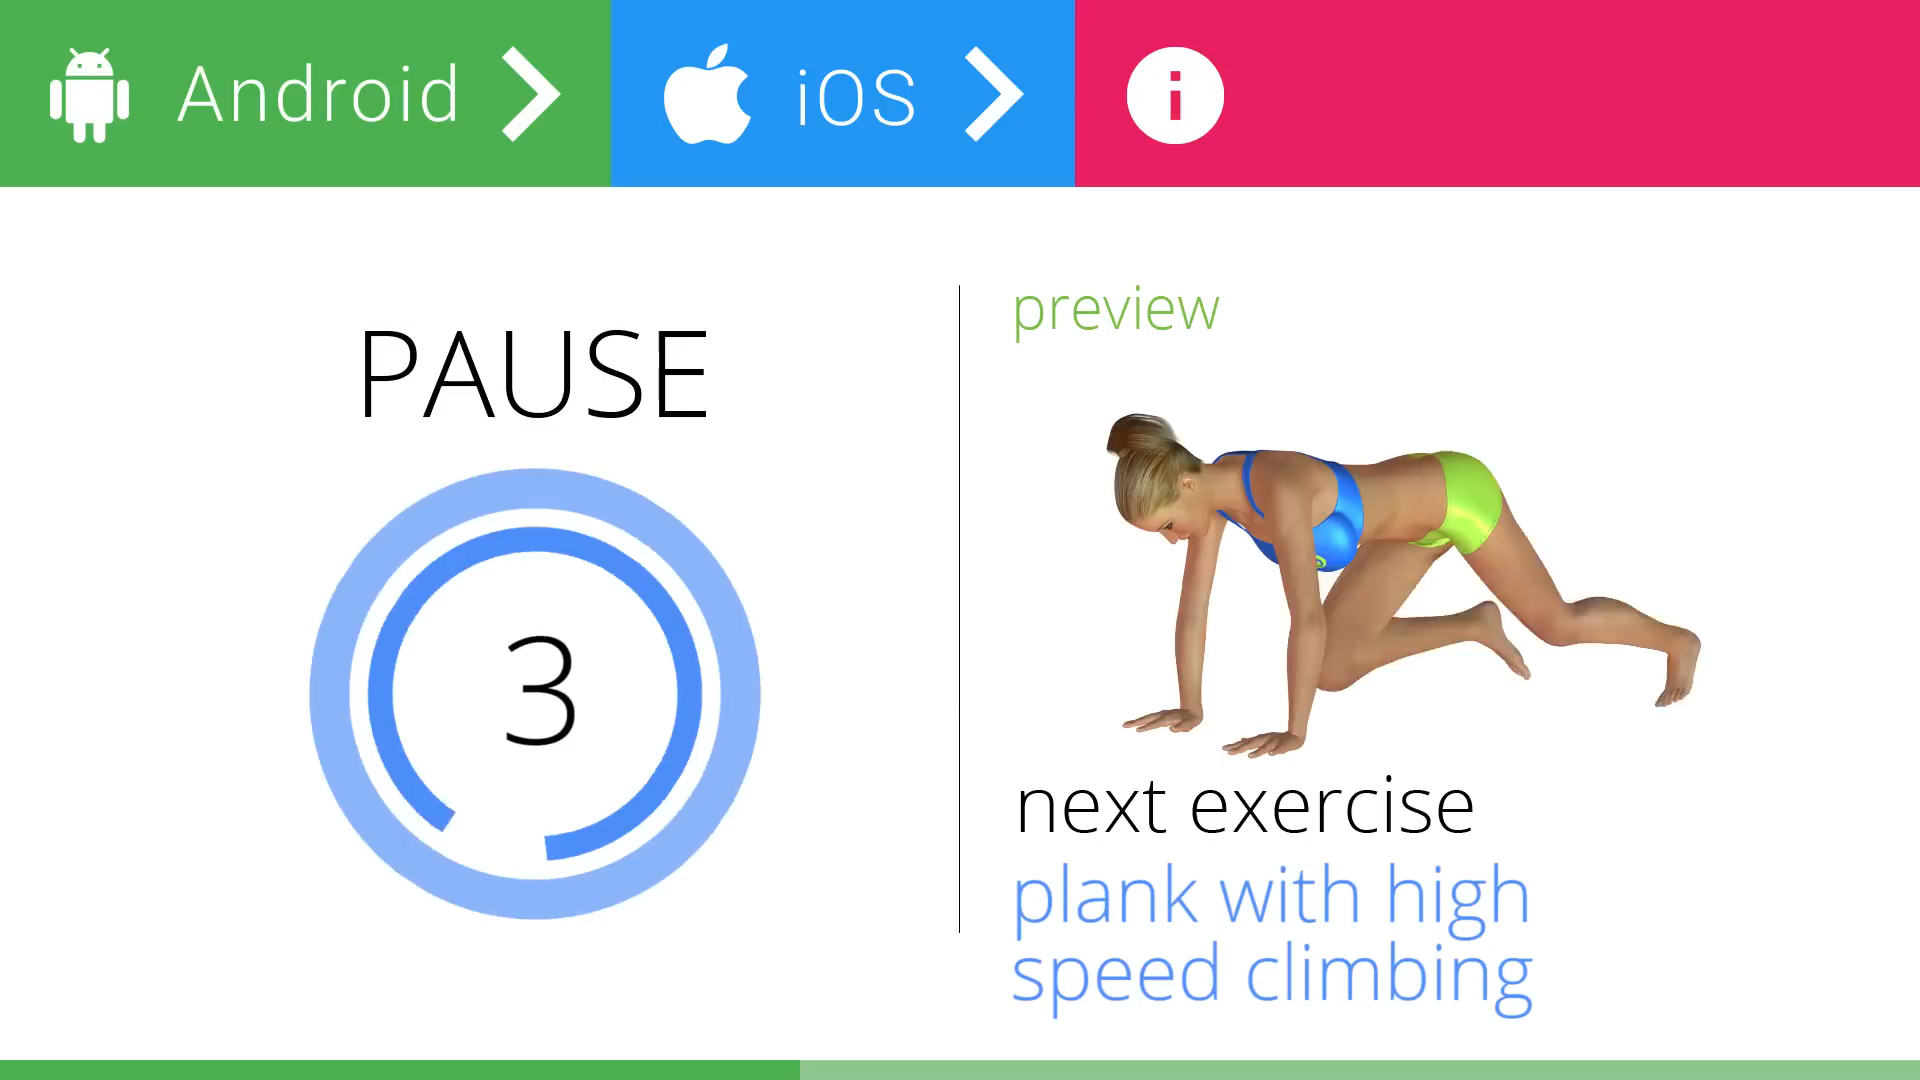 Android
iOS
i
PAUSE
3
preview
next exercise
plank with high
speed climbing